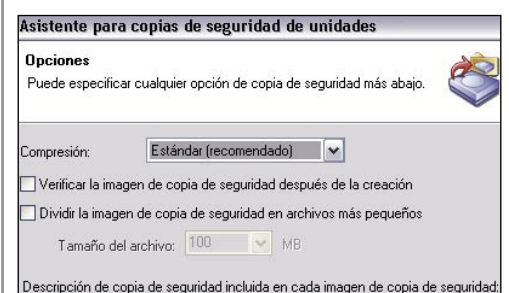 Asistente para copias de seguridad de unidades
Opciones
Puede especificar cualquier opción de copia de seguridad más abajo.
Compresión: Estándar (recomendado)
Verificar la imagen de copia de seguridad después de la creación
Dividir la imagen de copia de seguridad en archivos más pequeños
Tamaño del archivo: 100 MB
Descripción de copia de seguridad incluida en cada imagen de copia de seguridad: